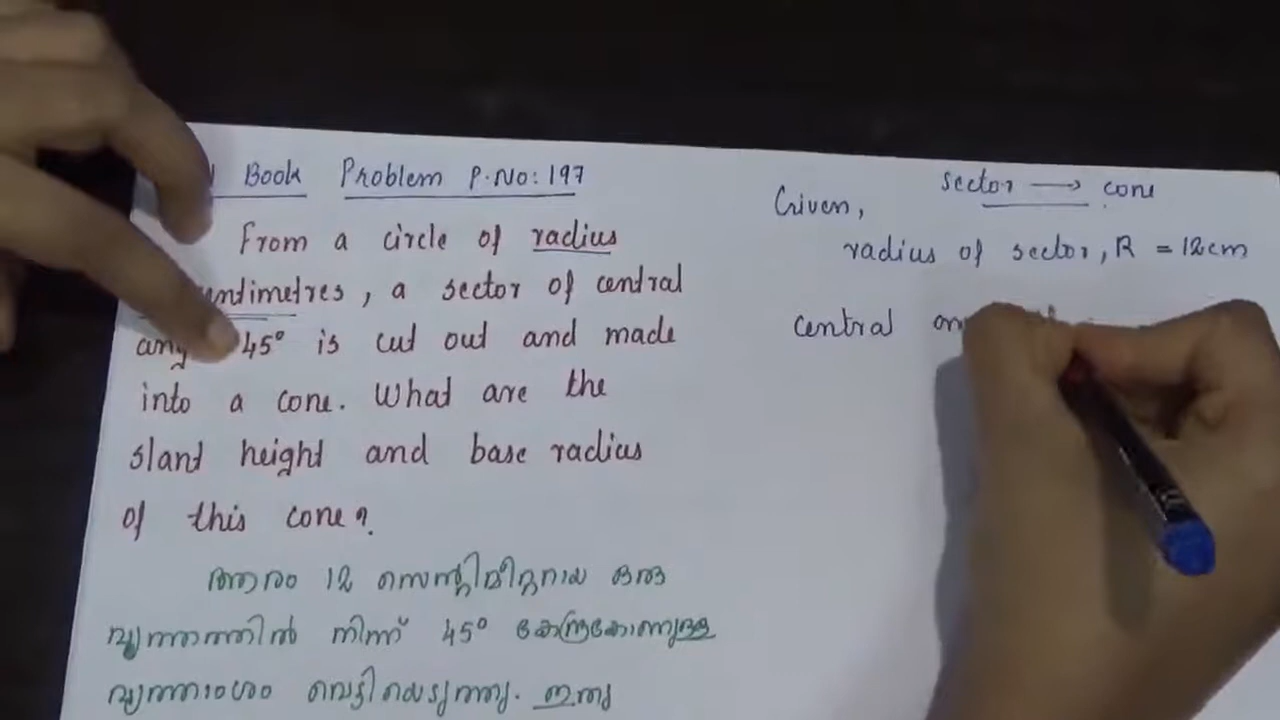 Book Problem P.No: 197
From a circle of radius
centimetres, a sector of central
45° is cut out and made
into a cone. What are the
slant height and base radius
of this cone?
ആരം 12 സെന്റിമീറ്ററായ ഒരു
വൃത്തത്തിൽ നിന്ന് 45° കേന്ദ്രകോണുള്ള
വൃത്താംശം വെട്ടിയെടുത്തു. ഇതു
sector → cone
Given,
radius of sector, R = 12cm
central